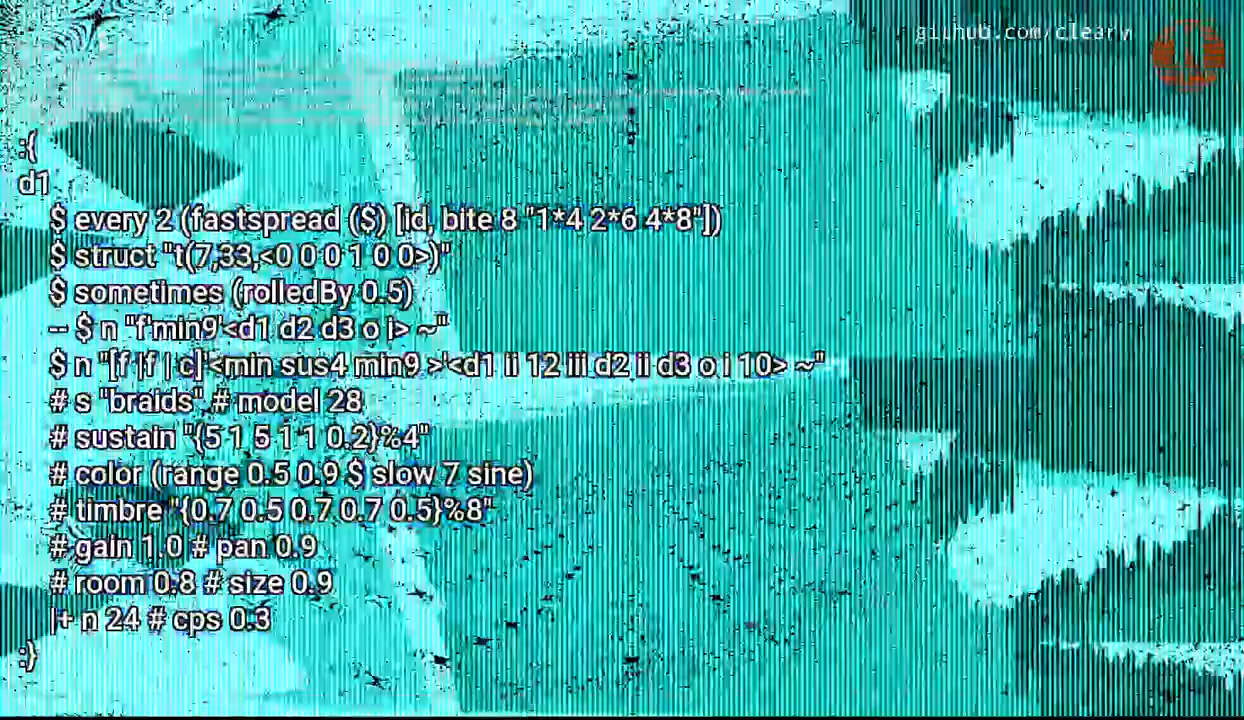 github.com/cleary
:{
d1
$ every 2 (fastspread ($) [id, bite 8 "1*4 2*6 4*8"])
$ struct "t(7,33,<0 0 0 1 0 0>)"
$ sometimes (rolledBy 0.5)
-- $ n "f'min9'<d1 d2 d3 o i> ~"
$ n "[f |f | c]'<min sus4 min9 >'<d1 ii 12 iii d2 ii d3 o i 10> ~"
# s "braids" # model 28
# sustain "{5 1 5 1 1 0.2}%4"
# color (range 0.5 0.9 $ slow 7 sine)
# timbre "{0.7 0.5 0.7 0.7 0.5}%8"
# gain 1.0 # pan 0.9
# room 0.8 # size 0.9
|+ n 24 # cps 0.3
:}